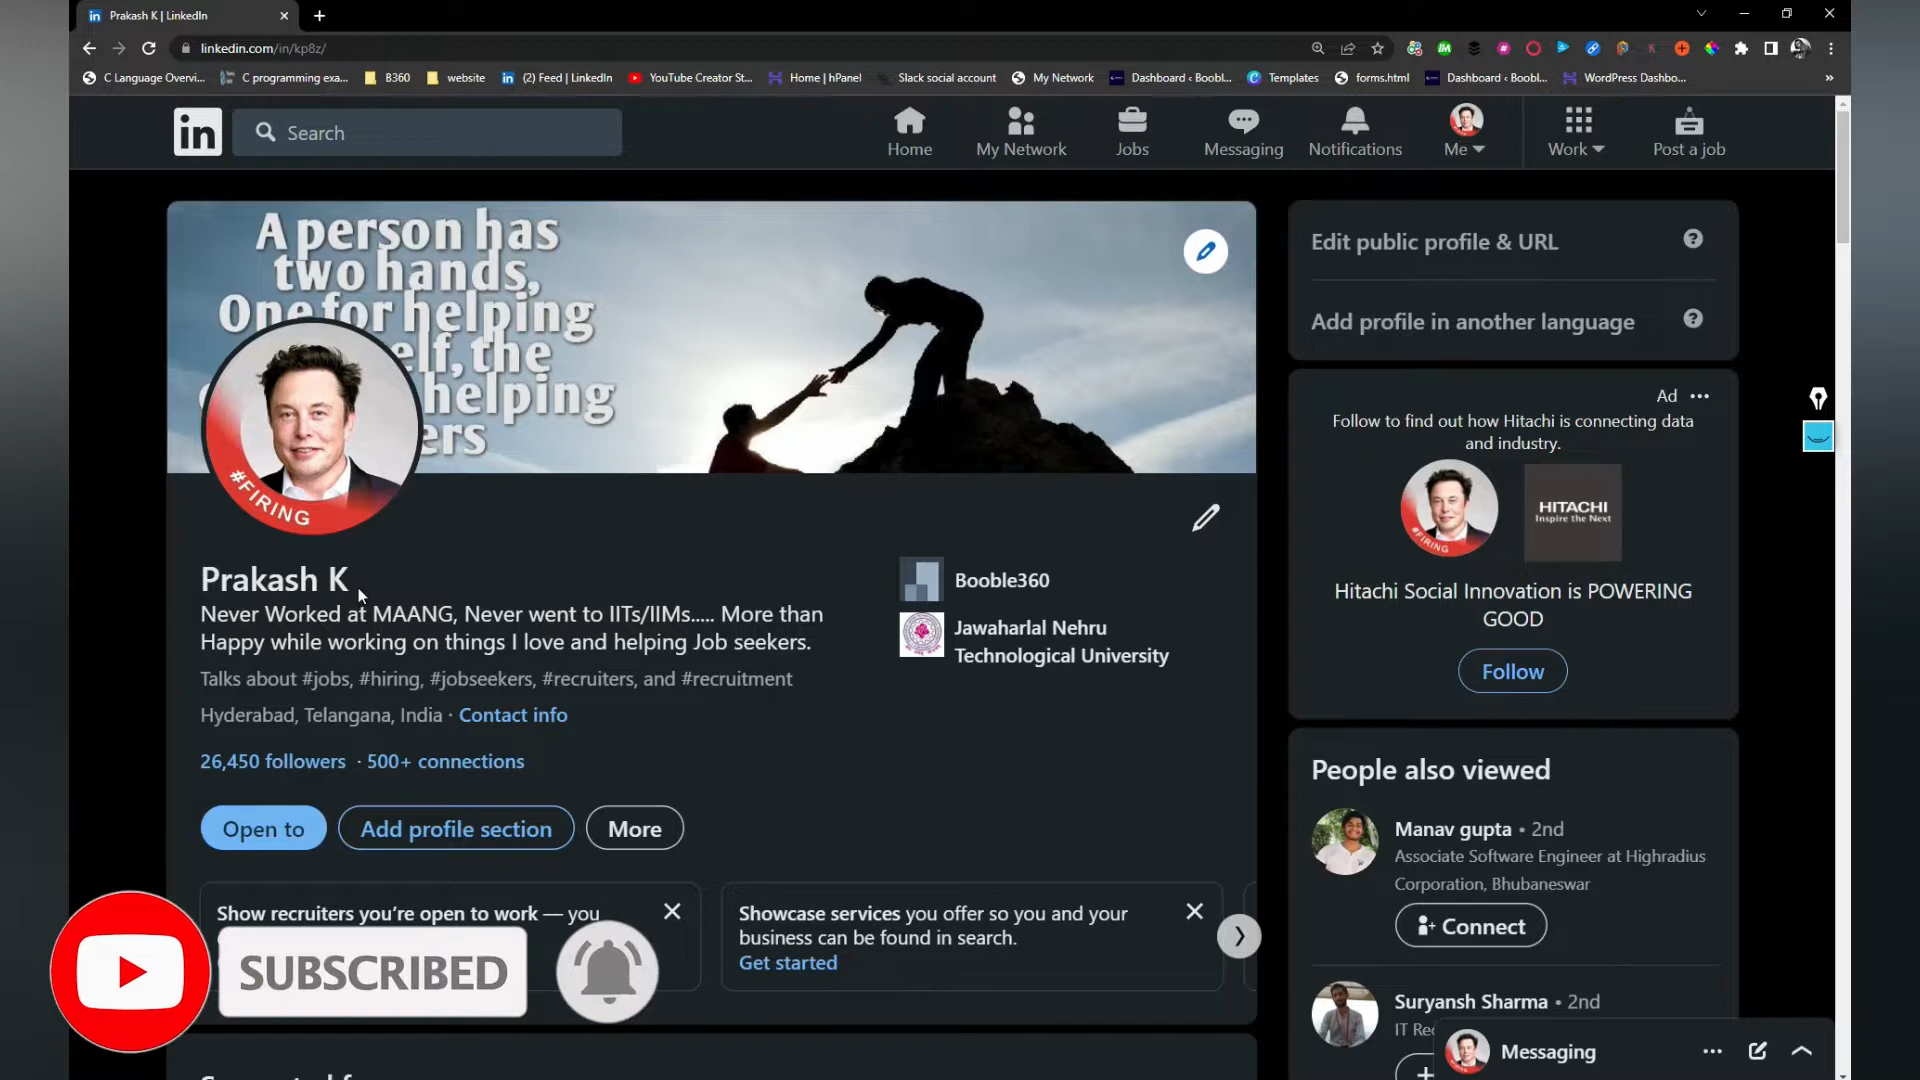 Prakash K | LinkedIn
linkedin.com/in/kp8z/
C Language Overvi...
C programming exa...
B360
website
(2) Feed | LinkedIn
YouTube Creator St...
Home | hPanel
Slack social account
My Network
Dashboard ‹ Boobl...
Templates
forms.html
Dashboard ‹ Boobl...
WordPress Dashbo...
in
Search
Home
My Network
Jobs
Messaging
Notifications
Me
Work
Post a job
A person has
two hands,
One for helping
elf, the
helping
ers
#FIRING
Prakash K
Never Worked at MAANG, Never went to IITs/IIMs..... More than
Happy while working on things I love and helping Job seekers.
Talks about #jobs, #hiring, #jobseekers, #recruiters, and #recruitment
Hyderabad, Telangana, India · Contact info
26,450 followers · 500+ connections
Booble360
Jawaharlal Nehru
Technological University
Open to
Add profile section
More
Show recruiters you’re open to work — you
Showcase services you offer so you and your
business can be found in search.
Get started
SUBSCRIBED
Edit public profile & URL
Add profile in another language
Ad
Follow to find out how Hitachi is connecting data
and industry.
#FIRING
HITACHI
Inspire the Next
Hitachi Social Innovation is POWERING
GOOD
Follow
People also viewed
Manav gupta • 2nd
Associate Software Engineer at Highradius
Corporation, Bhubaneswar
Connect
Suryansh Sharma • 2nd
IT Rec
Messaging